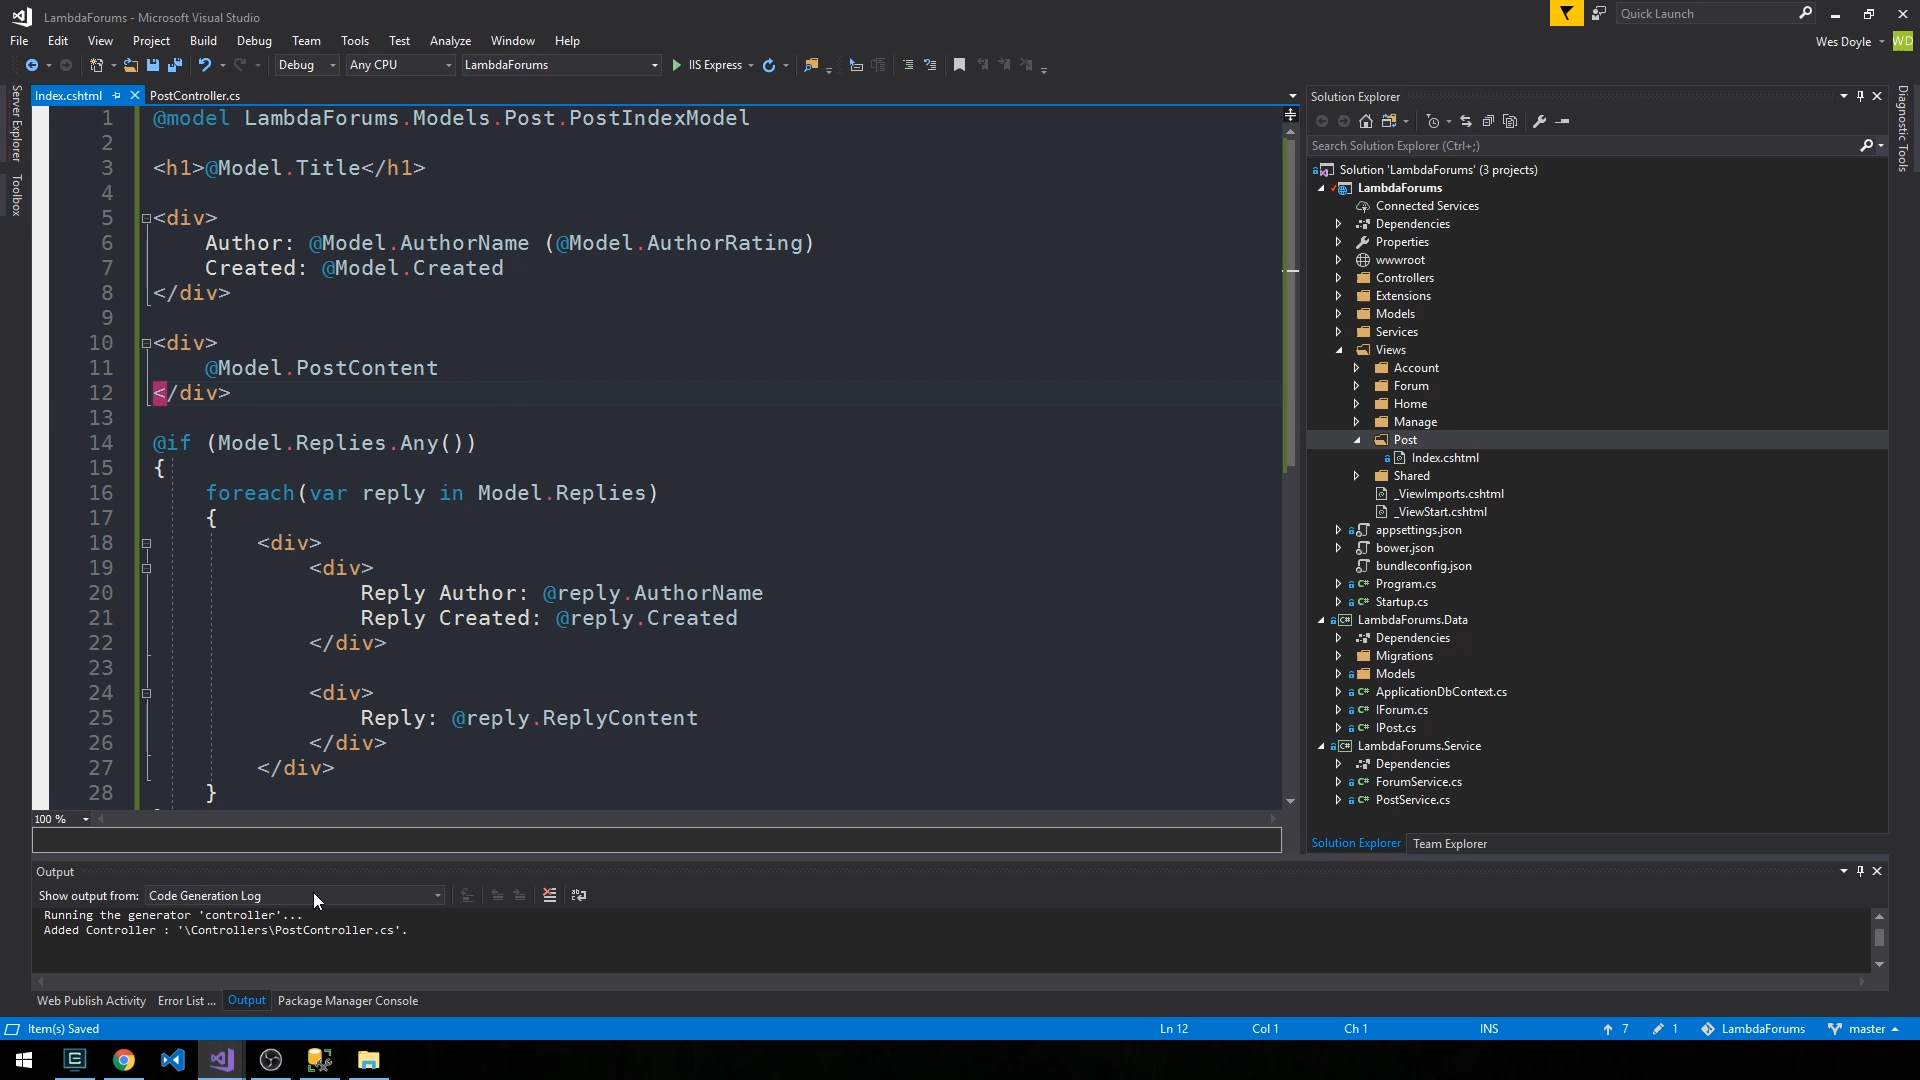 LambdaForums - Microsoft Visual Studio
Quick Launch
File Edit View Project Build Debug Team Tools Test Analyze Window Help
Wes Doyle
WD
Debug Any CPU LambdaForums IIS Express
Server Explorer
Toolbox
Index.cshtml PostController.cs
1 @model LambdaForums.Models.Post.PostIndexModel
2
3 <h1>@Model.Title</h1>
4
5 <div>
6 Author: @Model.AuthorName (@Model.AuthorRating)
7 Created: @Model.Created
8 </div>
9
10 <div>
11 @Model.PostContent
12 </div>
13
14 @if (Model.Replies.Any())
15 {
16 foreach(var reply in Model.Replies)
17 {
18 <div>
19 <div>
20 Reply Author: @reply.AuthorName
21 Reply Created: @reply.Created
22 </div>
23
24 <div>
25 Reply: @reply.ReplyContent
26 </div>
27 </div>
28 }
100 %
Solution Explorer
Search Solution Explorer (Ctrl+;)
Solution 'LambdaForums' (3 projects)
LambdaForums
Connected Services
Dependencies
Properties
wwwroot
Controllers
Extensions
Models
Services
Views
Account
Forum
Home
Manage
Post
Index.cshtml
Shared
_ViewImports.cshtml
_ViewStart.cshtml
appsettings.json
bower.json
bundleconfig.json
C# Program.cs
C# Startup.cs
C# LambdaForums.Data
Dependencies
Migrations
Models
C# ApplicationDbContext.cs
C# IForum.cs
C# IPost.cs
C# LambdaForums.Service
Dependencies
C# ForumService.cs
C# PostService.cs
Solution Explorer Team Explorer
Diagnostic Tools
Output
Show output from: Code Generation Log
Running the generator 'controller'...
Added Controller : '\Controllers\PostController.cs'.
Web Publish Activity Error List ... Output Package Manager Console
Item(s) Saved Ln 12 Col 1 Ch 1 INS 7 1 LambdaForums master